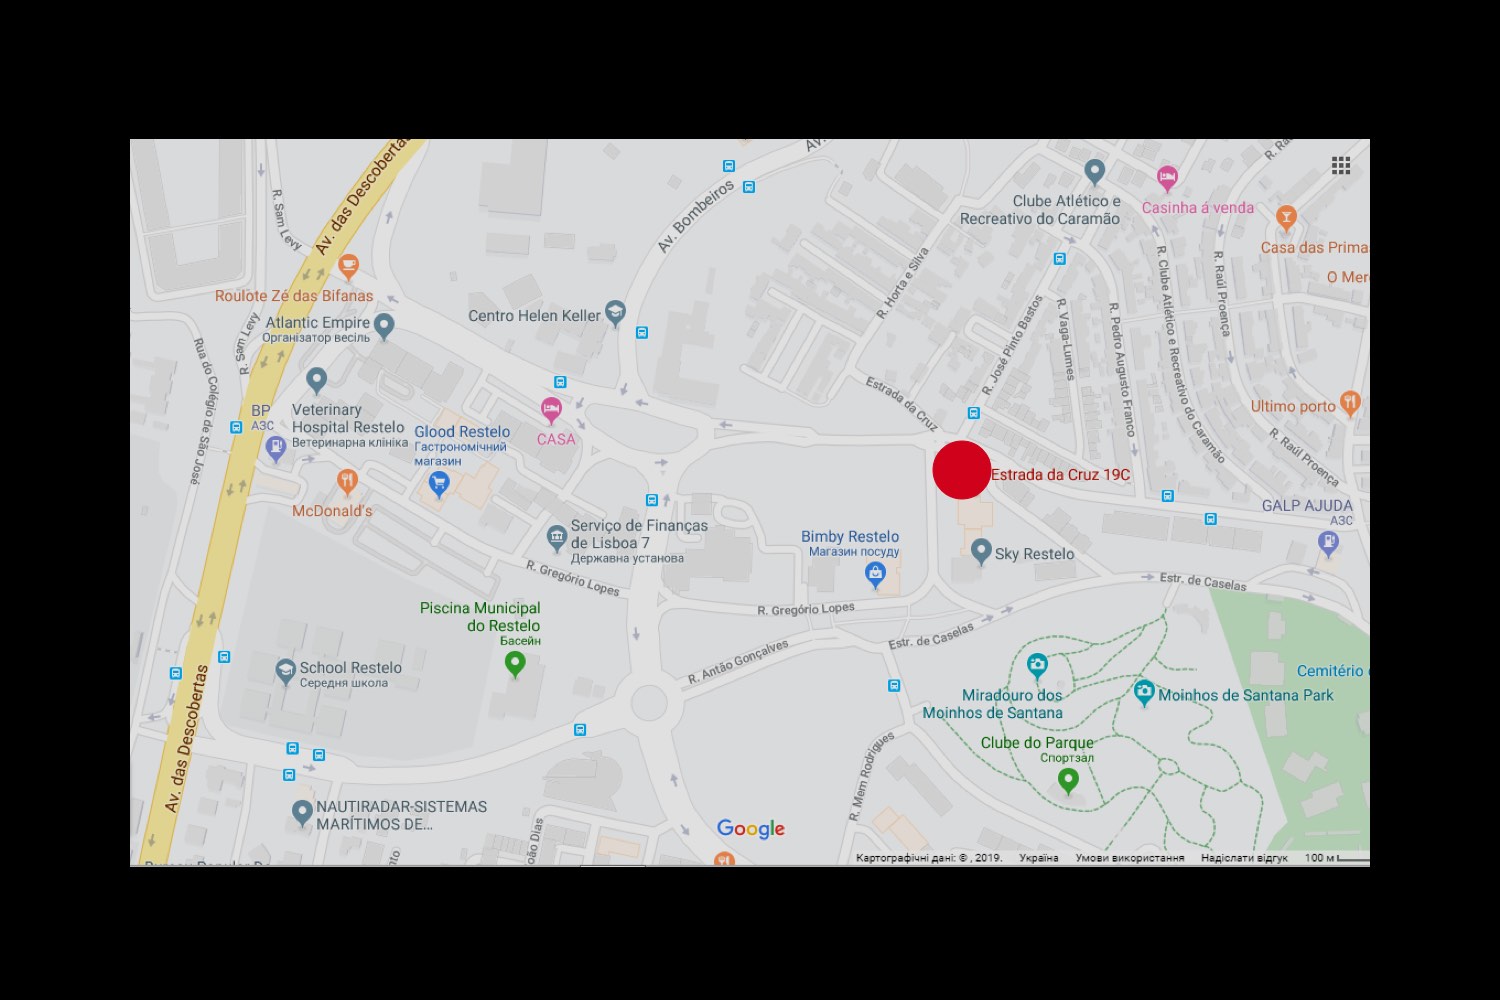 Av. das Descobertas
R. Sam Levy
Av. Bombeiros
Av.
R. Ra
Clube Atlético e
Recreativo do Caramão
Casinha á venda
Casa das Prima
O Mer
Roulote Zé das Bifanas
Atlantic Empire
Організатор весіль
Centro Helen Keller
R. Horta e Silva
R. José Pinto Bastos
R. Vaga-Lumes
R. Pedro Augusto Franco
R. Clube Atlético e Recreativo do Caramão
R. Raúl Proença
R. Sam Levy
Rua do Colégio de São José
Estrada da Cruz
BP
АЗС
Veterinary
Hospital Restelo
Ветеринарна клініка
Glood Restelo
Гастрономічний
магазин
CASA
Ultimo porto
R. Raúl Proença
Estrada da Cruz 19C
McDonald's
GALP AJUDA
АЗС
Serviço de Finanças
de Lisboa 7
Державна установа
Bimby Restelo
Магазин посуду
Sky Restelo
R. Gregório Lopes
R. Gregório Lopes
Estr. de Caselas
Estr. de Caselas
Piscina Municipal
do Restelo
Басейн
R. Antão Gonçalves
School Restelo
Середня школа
Cemitério
Miradouro dos
Moinhos de Santana
Moinhos de Santana Park
Av. das Descobertas
Clube do Parque
Спортзал
R. Mem Rodrigues
NAUTIRADAR-SISTEMAS
MARÍTIMOS DE...
João Dias
Google
Картографічні дані: © , 2019. Україна Умови використання Надіслати відгук 100 м